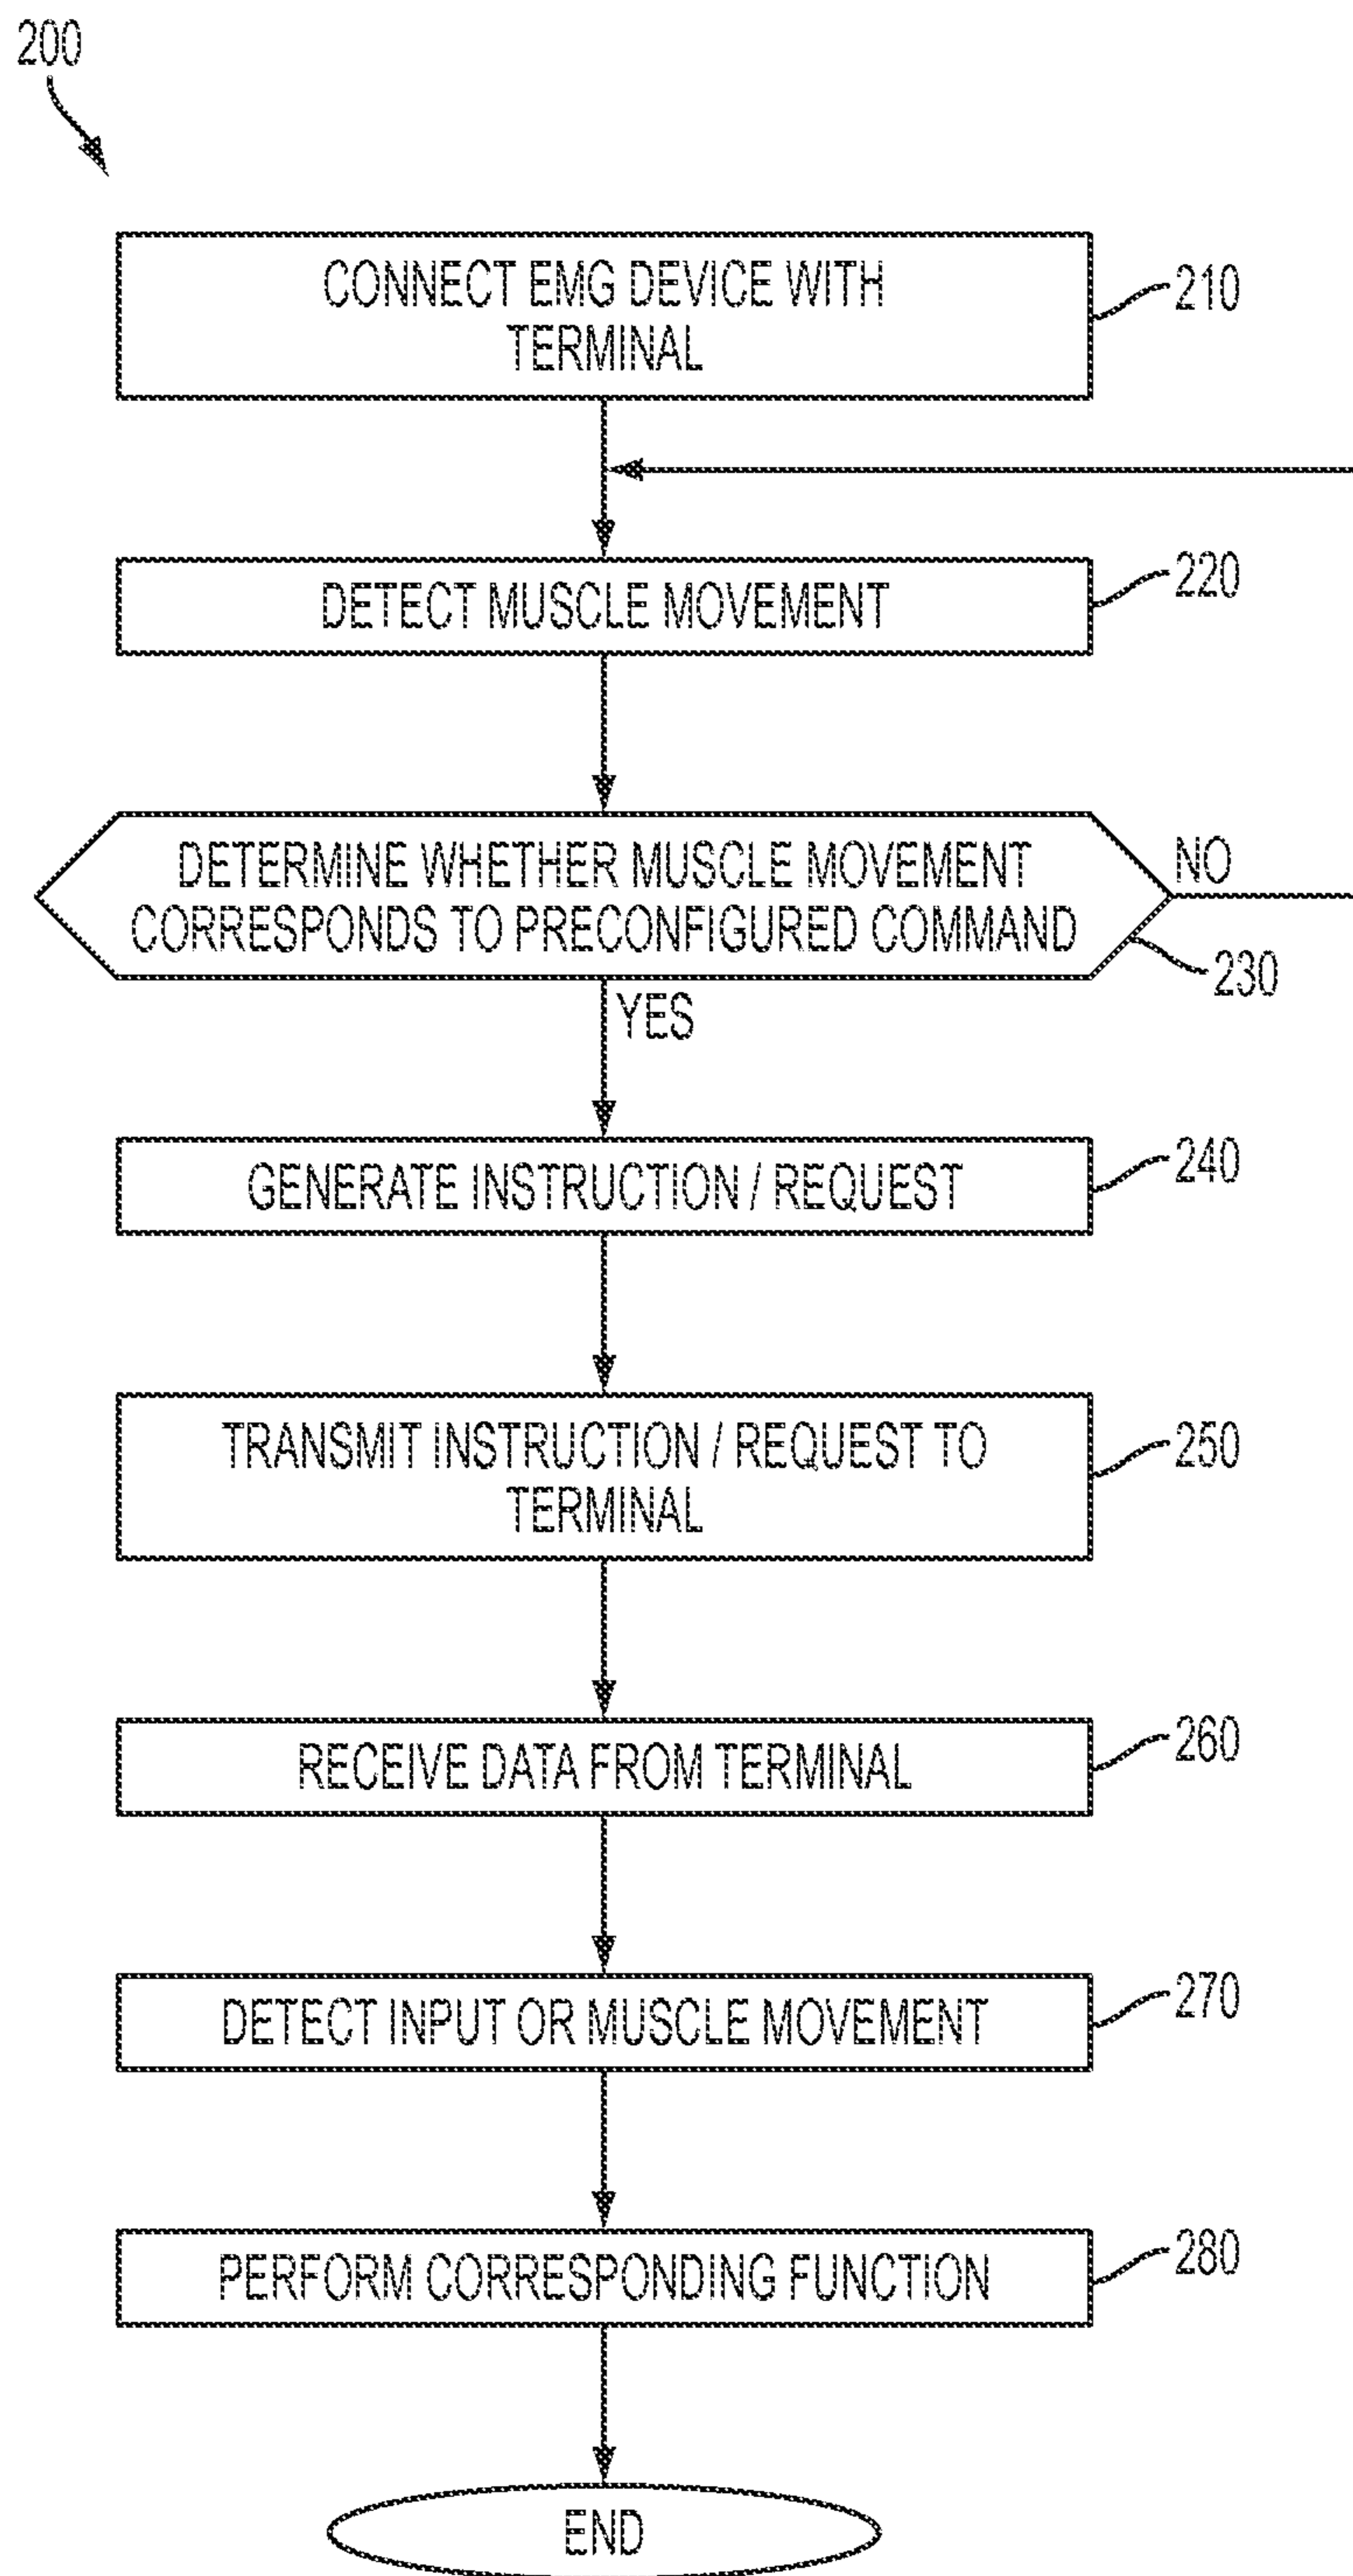 200
CONNECT EMG DEVICE WITH
TERMINAL
210
DETECT MUSCLE MOVEMENT
220
DETERMINE WHETHER MUSCLE MOVEMENT
CORRESPONDS TO PRECONFIGURED COMMAND
NO
230
YES
GENERATE INSTRUCTION / REQUEST
240
TRANSMIT INSTRUCTION / REQUEST TO
TERMINAL
250
RECEIVE DATA FROM TERMINAL
260
DETECT INPUT OR MUSCLE MOVEMENT
270
PERFORM CORRESPONDING FUNCTION
280
END